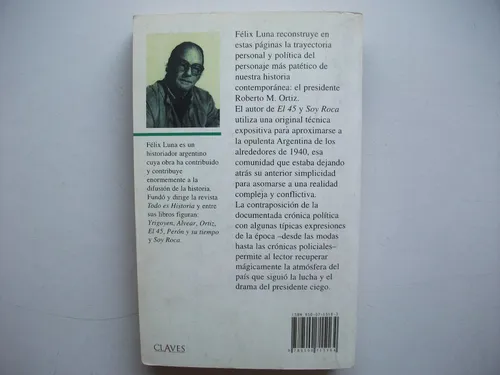 Félix Luna reconstruye en
estas páginas la trayectoria
personal y política del
personaje más patético de
nuestra historia
contemporánea: el presidente
Roberto M. Ortiz.
El autor de El 45 y Soy Roca
utiliza una original técnica
expositiva para aproximarse a
la opulenta Argentina de los
alrededores de 1940, esa
comunidad que estaba dejando
atrás su anterior simplicidad
para asomarse a una realidad
compleja y conflictiva.
La contraposición de la
documentada crónica política
con algunas típicas expresiones
de la época –desde las modas
hasta las crónicas policiales–
permite al lector recuperar
mágicamente la atmósfera del
país que siguió la lucha y el
drama del presidente ciego.
Félix Luna es un
historiador argentino
cuya obra ha contribuido
y contribuye
enormemente a la
difusión de la historia.
Fundó y dirige la revista
Todo es Historia y entre
sus libros figuran:
Yrigoyen, Alvear, Ortiz,
El 45, Perón y su tiempo
y Soy Roca.
CLAVES